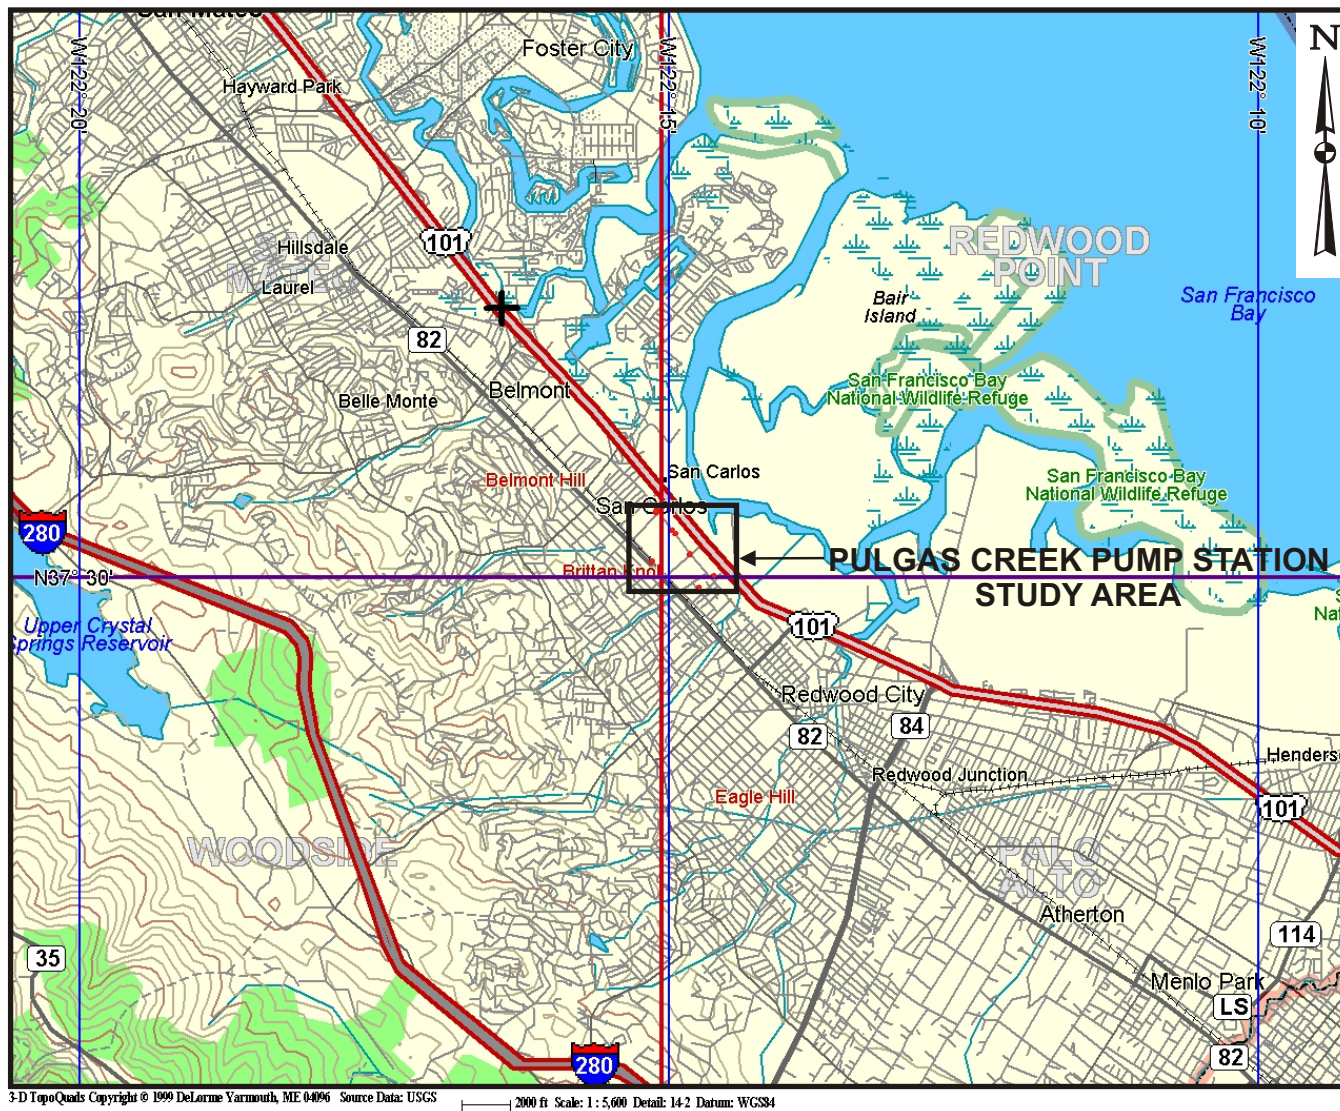 San Mateo
Foster City
N
Hayward Park
W122° 20'
W122° 15'
W122° 10'
101
Hillsdale
SAN
MATEO
Laurel
REDWOOD
POINT
Bair
Island
San Francisco
Bay
82
Belmont
Belle Monte
San Francisco Bay
National Wildlife Refuge
San Carlos
Belmont Hill
San Carlos
San Francisco Bay
National Wildlife Refuge
280
Brittan Knoll
PULGAS CREEK PUMP STATION
STUDY AREA
N37° 30'
Upper Crystal
Springs Reservoir
101
Redwood City
82
84
Redwood Junction
Henders
Eagle Hill
101
WOODSIDE
PALO
ALTO
Atherton
35
114
Menlo Park
LS
82
280
3-D TopoQuads Copyright © 1999 DeLorme Yarmouth, ME 04096 Source Data: USGS
2000 ft Scale: 1 : 5,600 Detail: 14-2 Datum: WGS84